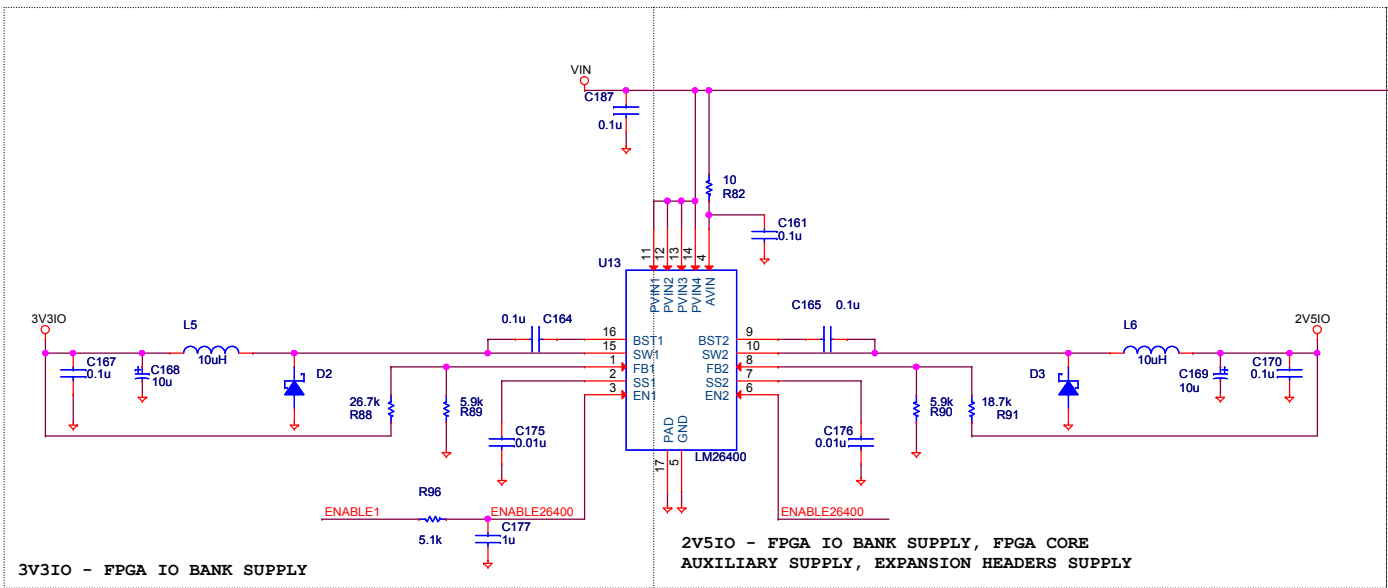 VIN
C187
0.1u
10
R82
C161
0.1u
11
12
13
14
4
U13
PVIN1
PVIN2
PVIN3
PVIN4
AVIN
3V3IO
L5
10uH
0.1u
C164
C165
0.1u
L6
10uH
2V5IO
16
BST1
BST2
9
15
SW1
SW2
10
1
FB1
FB2
8
2
SS1
SS2
7
3
EN1
EN2
6
C167
0.1u
C168
10u
D2
26.7k
R88
5.9k
R89
C175
0.01u
PAD
GND
LM26400
17
5
C176
0.01u
5.9k
R90
18.7k
R91
D3
C169
10u
C170
0.1u
R96
ENABLE1
5.1k
ENABLE26400
C177
1u
ENABLE26400
3V3IO - FPGA IO BANK SUPPLY
2V5IO - FPGA IO BANK SUPPLY, FPGA CORE
AUXILIARY SUPPLY, EXPANSION HEADERS SUPPLY